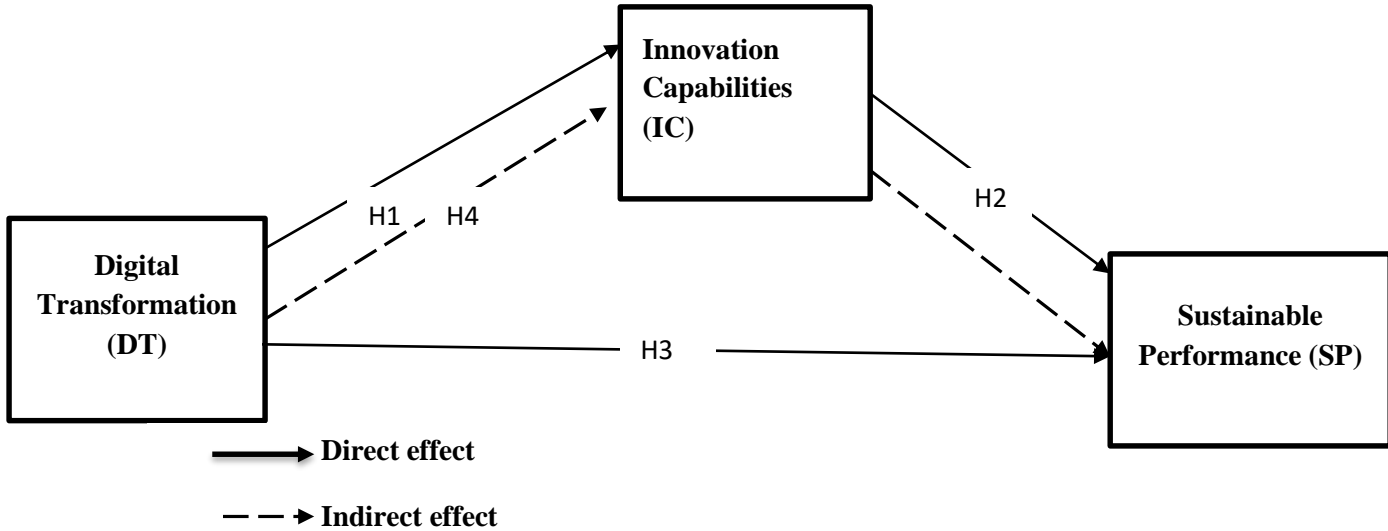 Innovation
Capabilities
(IC)
H1
H4
H2
Digital
Transformation
(DT)
H3
Sustainable
Performance (SP)
Direct effect
Indirect effect